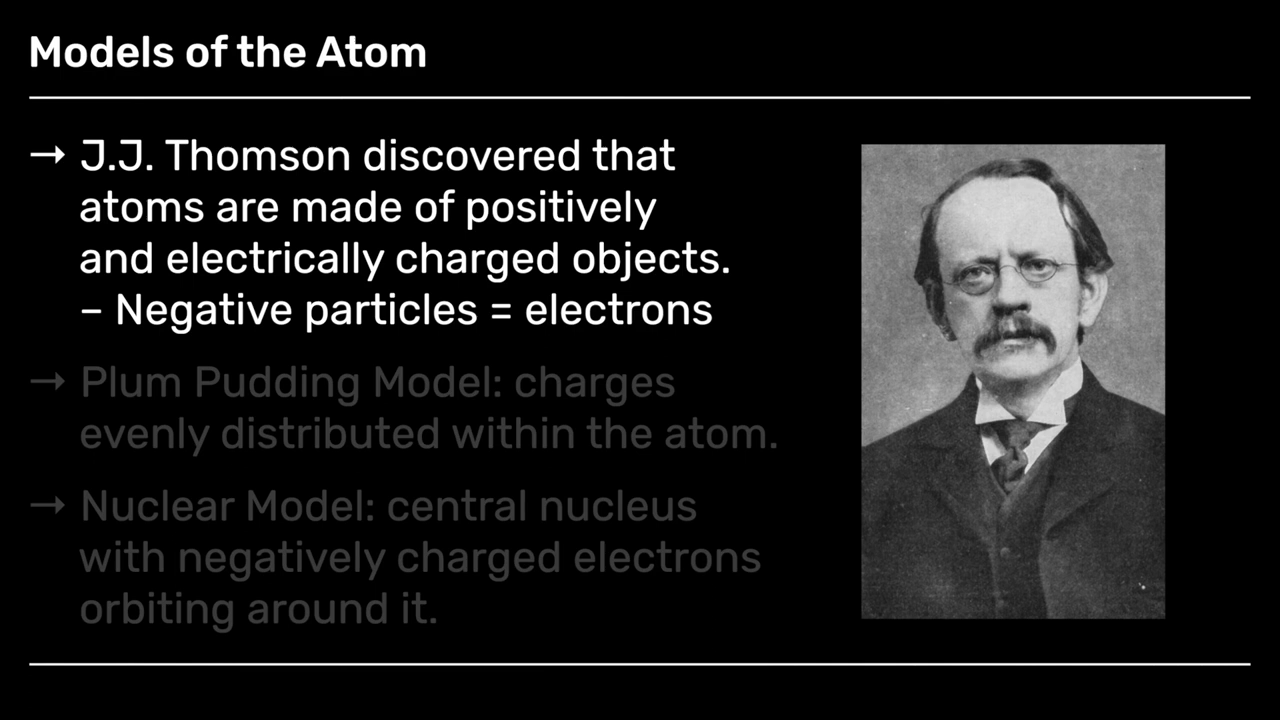 Models of the Atom
→ J.J. Thomson discovered that
atoms are made of positively
and electrically charged objects.
– Negative particles = electrons
→ Plum Pudding Model: charges
evenly distributed within the atom.
→ Nuclear Model: central nucleus
with negatively charged electrons
orbiting around it.